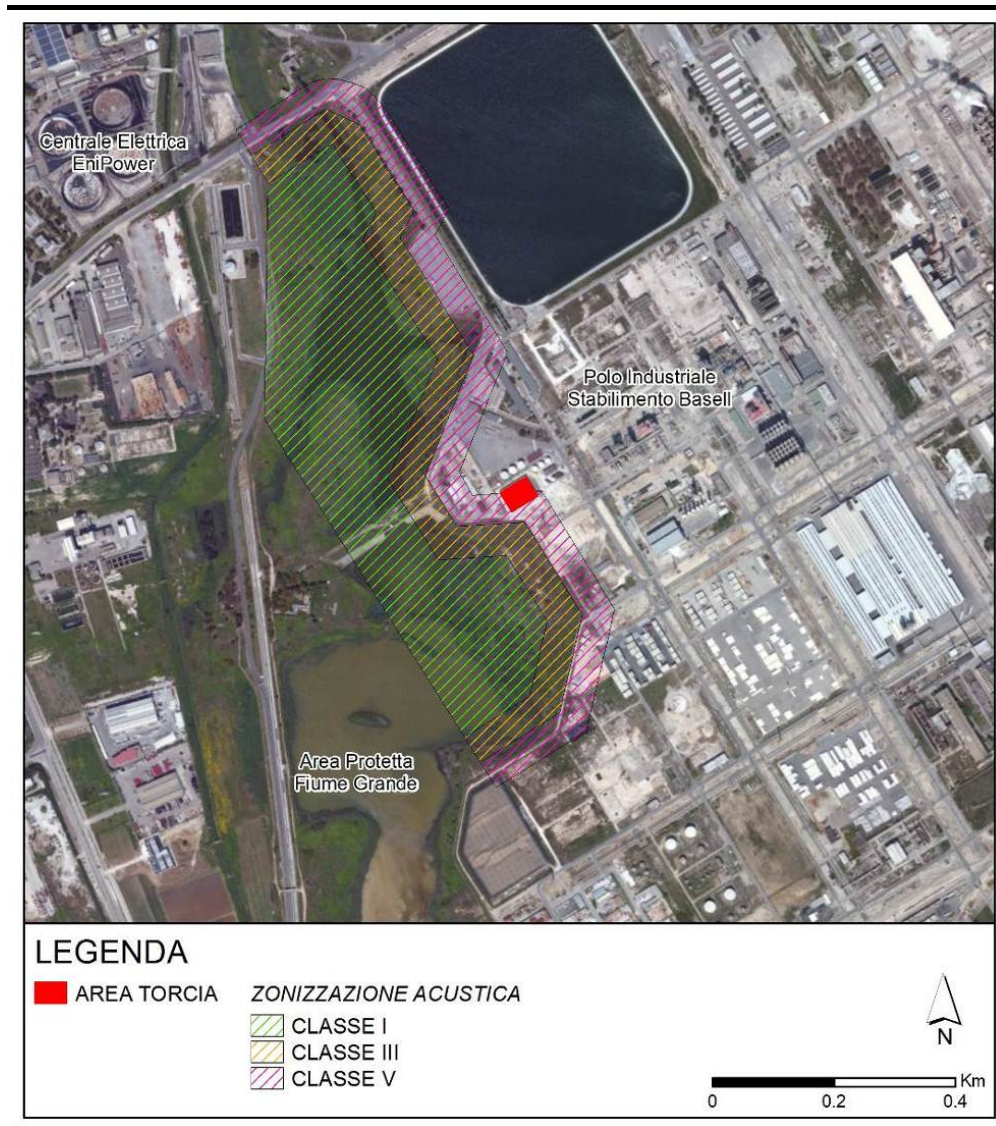 Centrale Elettrica
EniPower
Polo Industriale
Stabilimento Basell
Area Protetta
Fiume Grande
LEGENDA
AREA TORCIA
ZONIZZAZIONE ACUSTICA
CLASSE I
CLASSE III
CLASSE V
N
Km
0 0.2 0.4